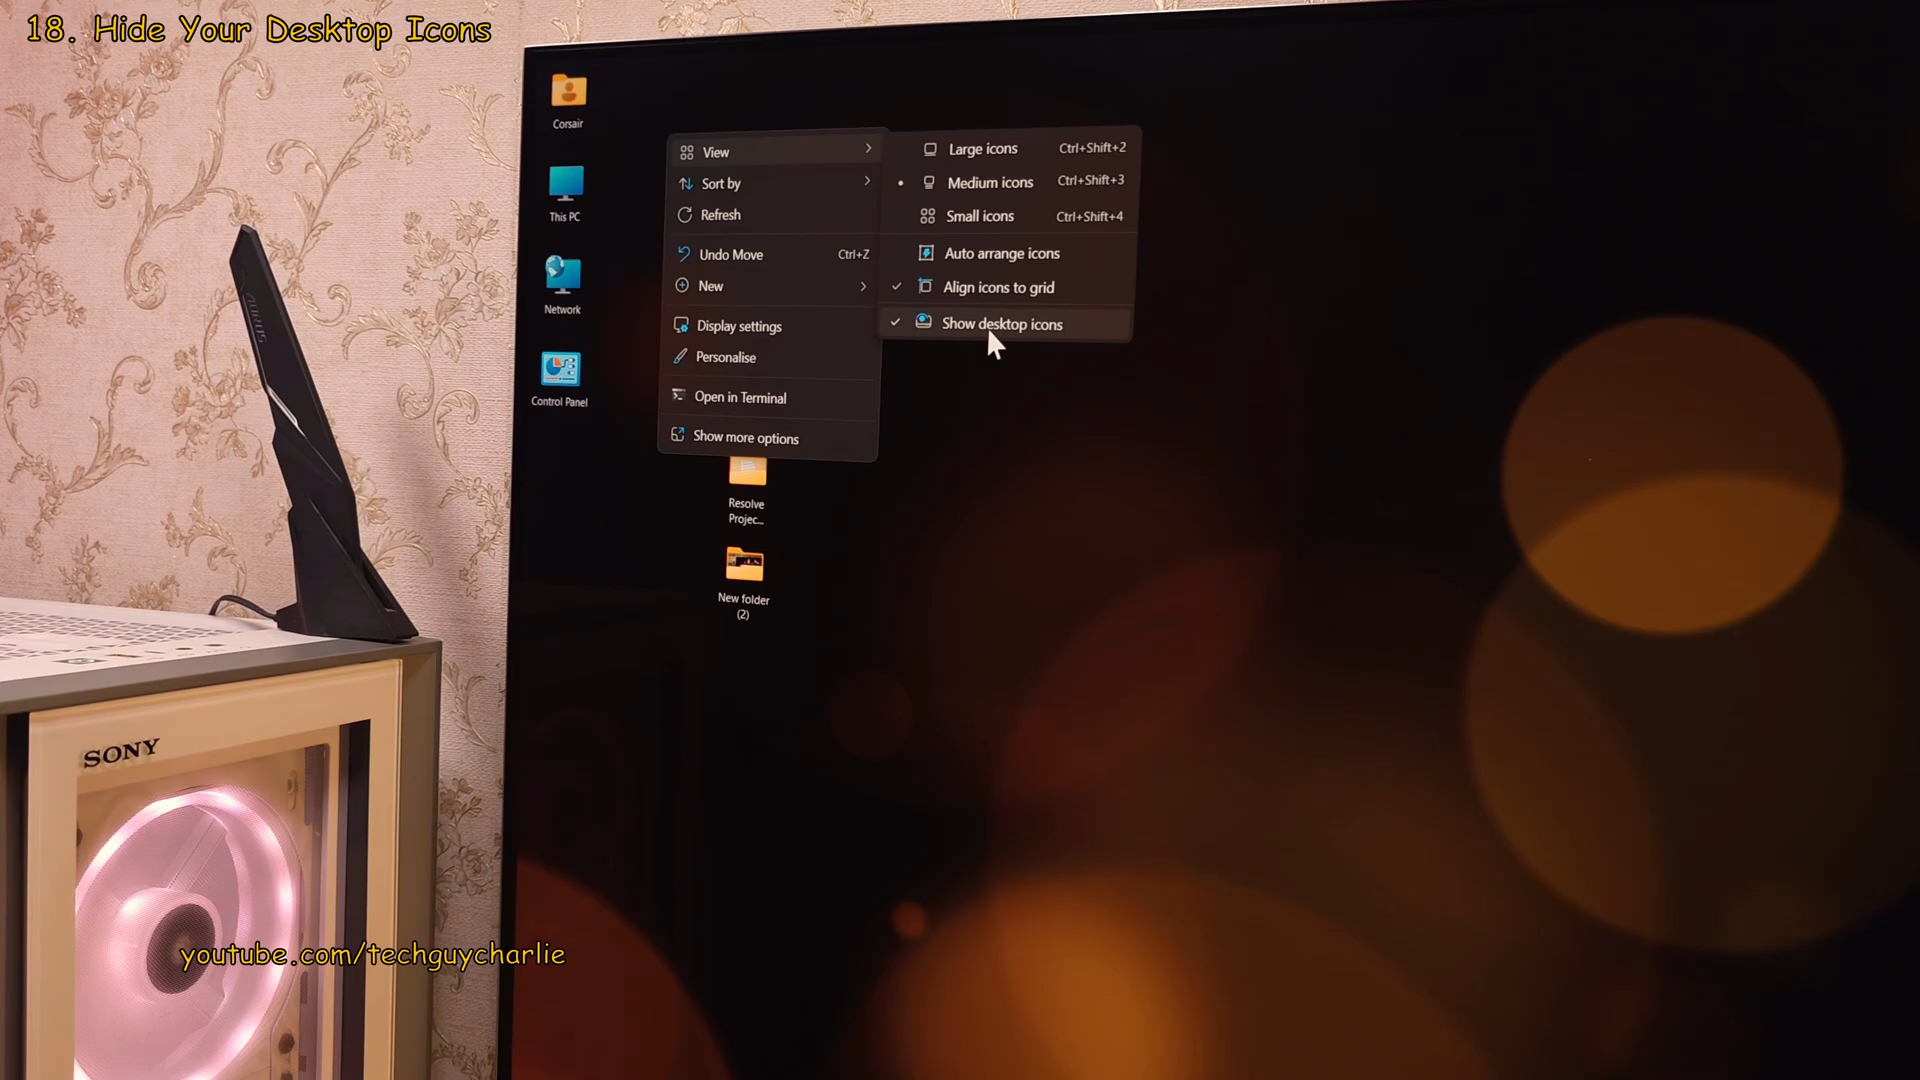 18. Hide Your Desktop Icons
Corsair
This PC
Network
Control Panel
View
Sort by
Refresh
Undo Move Ctrl+Z
New
Display settings
Personalise
Open in Terminal
Show more options
Large icons Ctrl+Shift+2
Medium icons Ctrl+Shift+3
Small icons Ctrl+Shift+4
Auto arrange icons
Align icons to grid
Show desktop icons
Resolve
Projec...
New folder
(2)
AORUS
SONY
youtube.com/techguycharlie